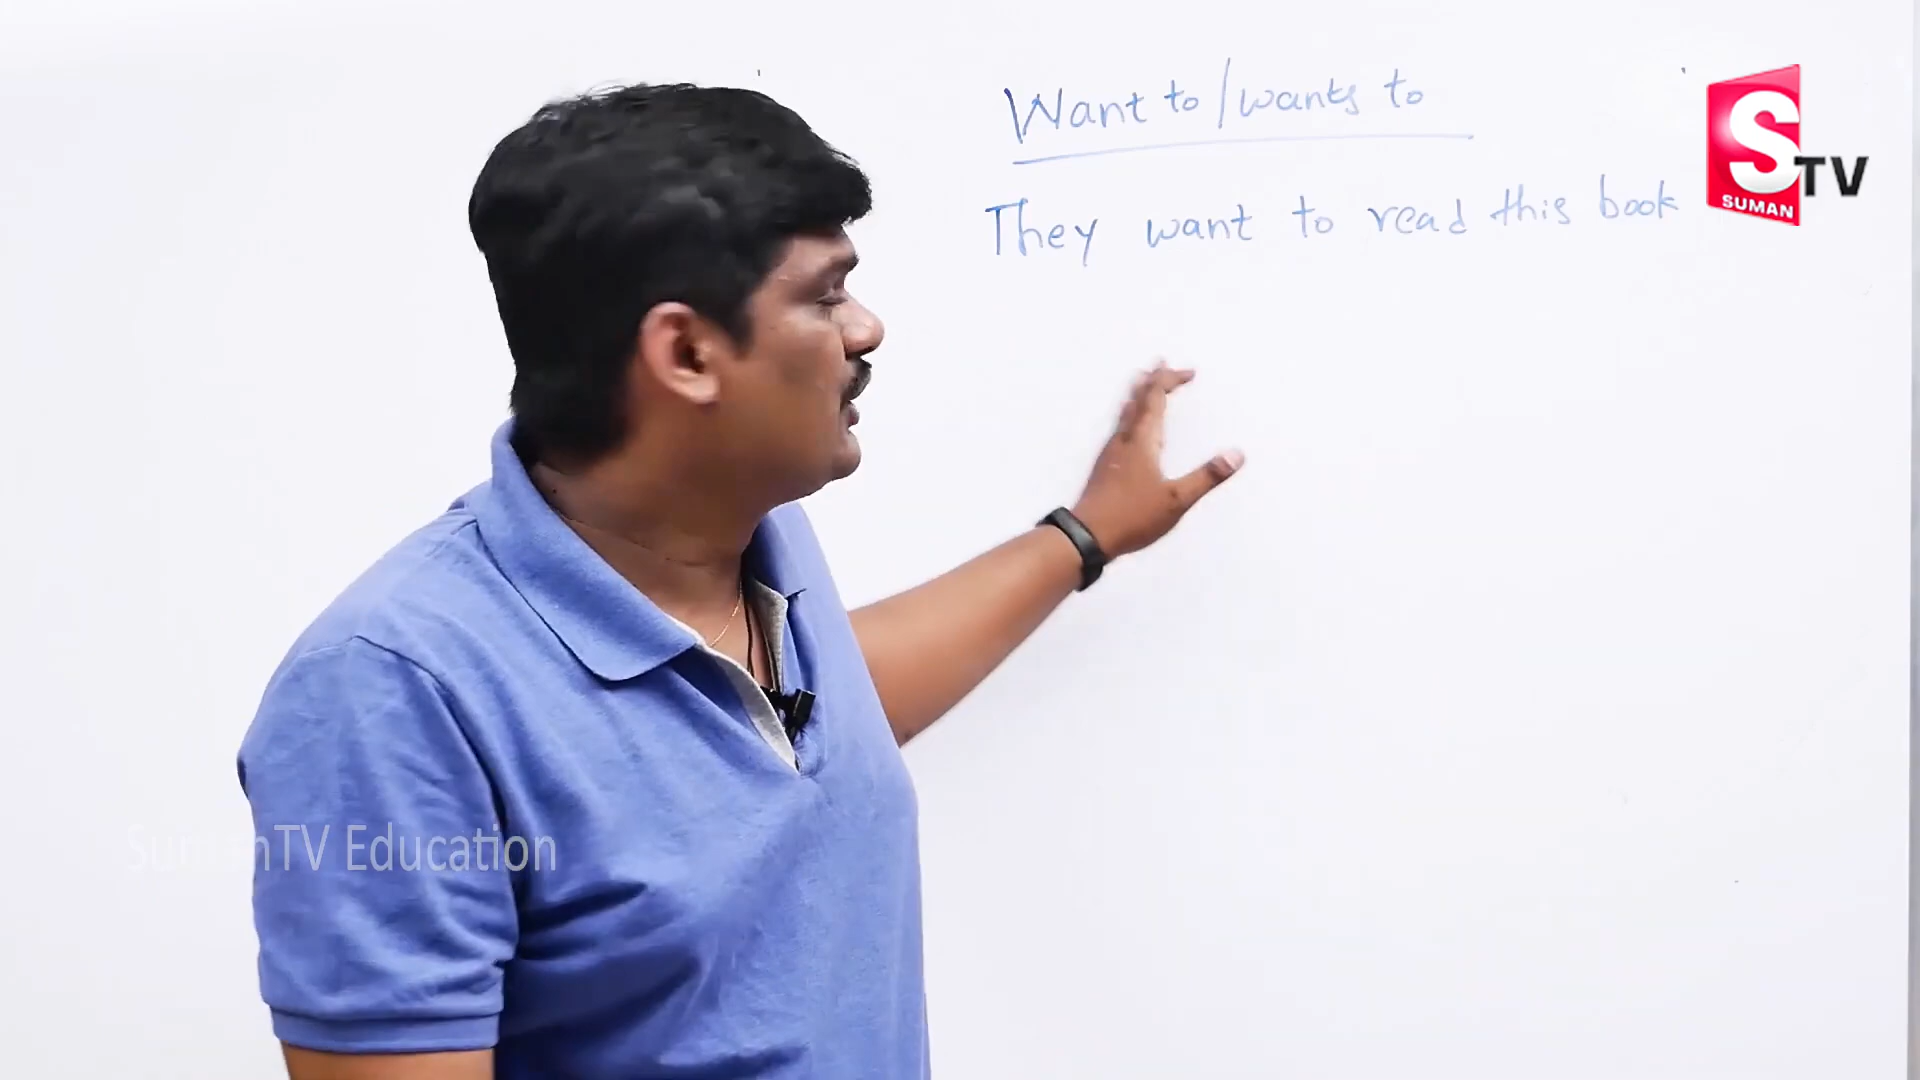 Want to/wants to
They want to read this book
S TV
SUMAN
SumanTV Education